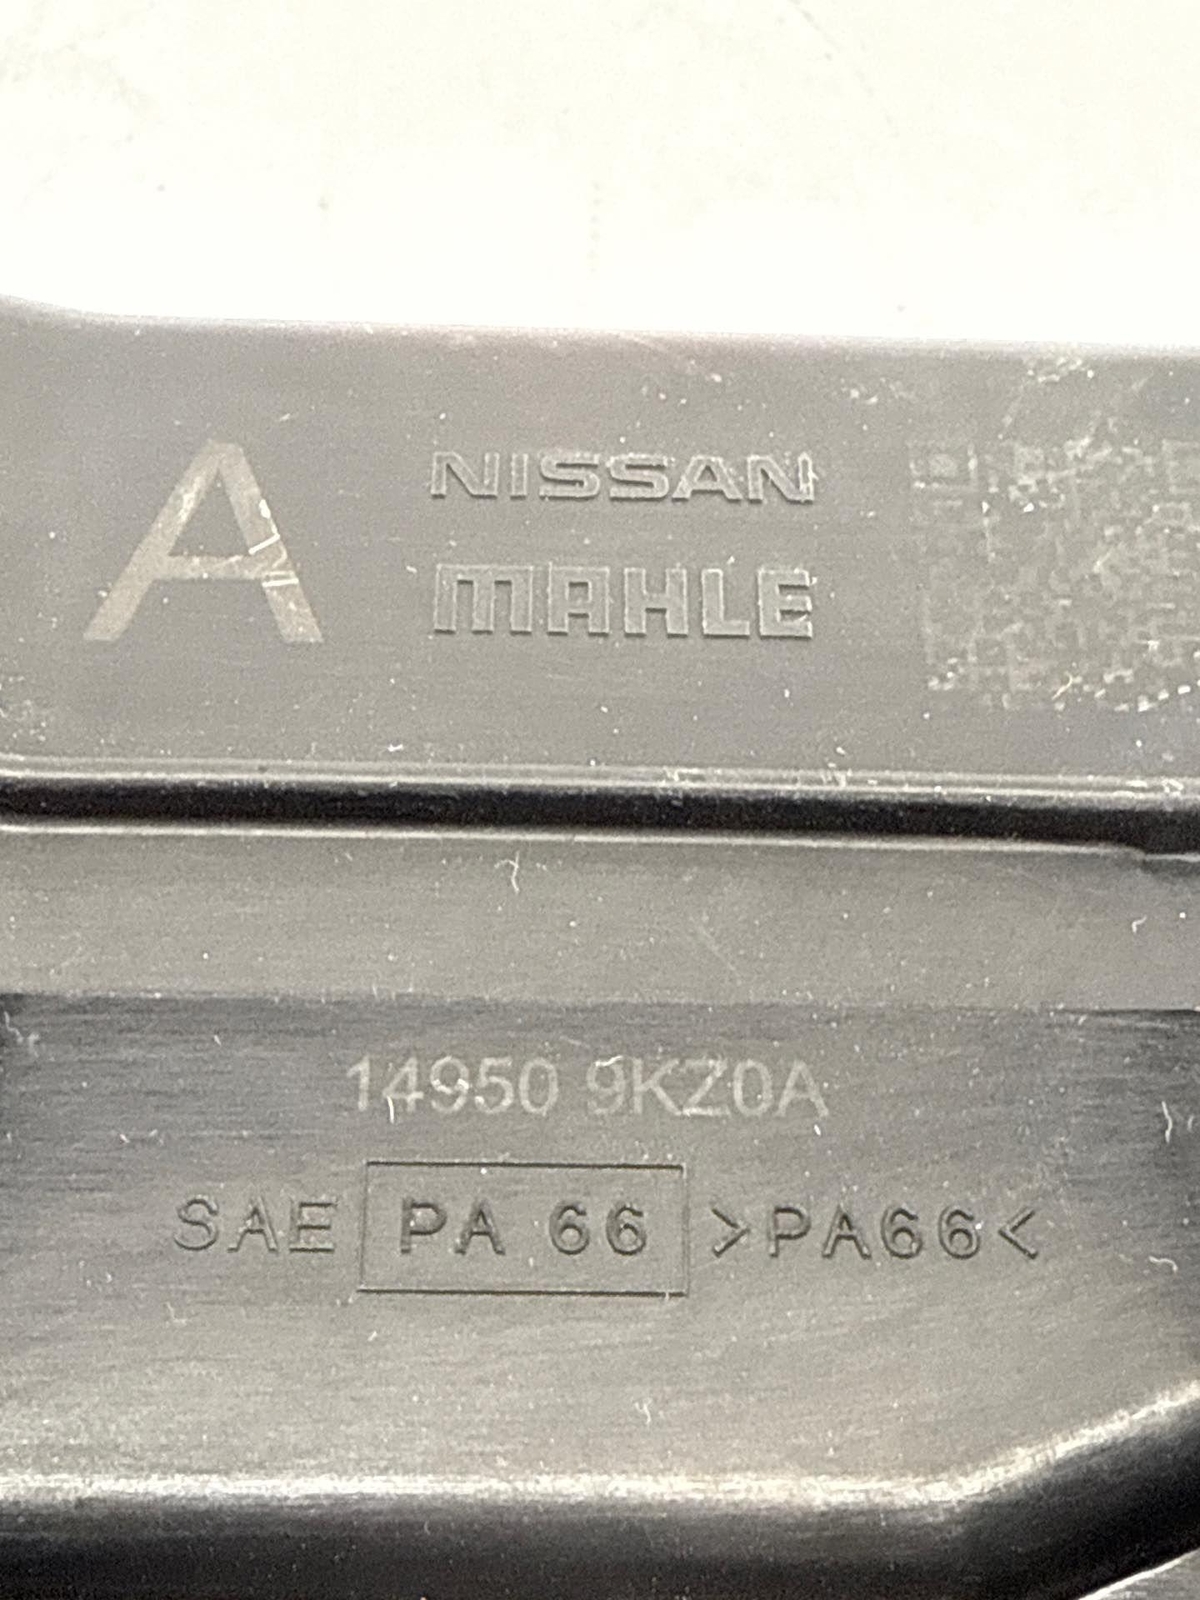 A
NISSAN
MAHLE
14950 9KZ0A
SAE PA 66 >PA66<